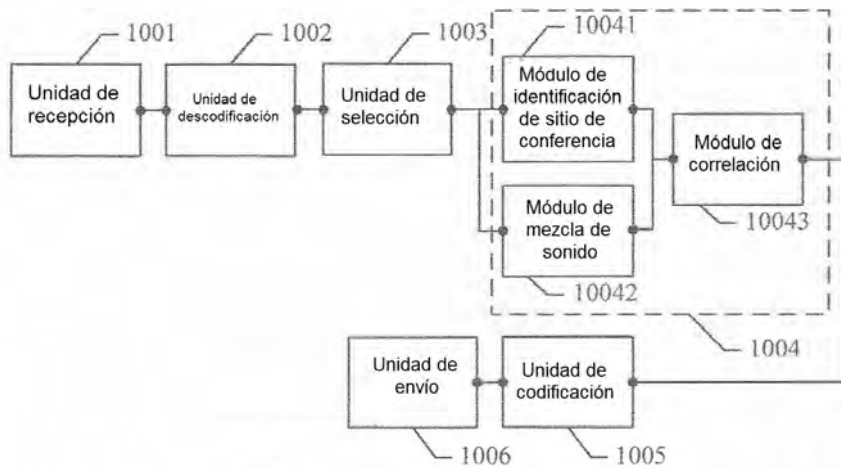 1001
1002
1003
10041
Unidad de
recepción
Unidad de
descodificación
Unidad de
selección
Módulo de
identificación
de sitio de
conferencia
Módulo de
correlación
10043
Módulo de
mezcla de
sonido
10042
1004
Unidad de
envío
Unidad de
codificación
1006
1005